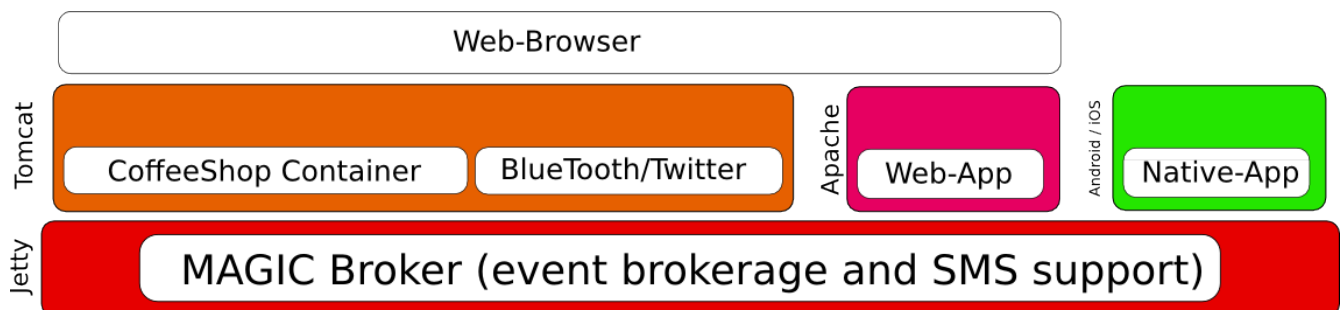 Web-Browser
Tomcat
CoffeeShop Container
BlueTooth/Twitter
Apache
Web-App
Android / iOS
Native-App
Jetty
MAGIC Broker (event brokerage and SMS support)